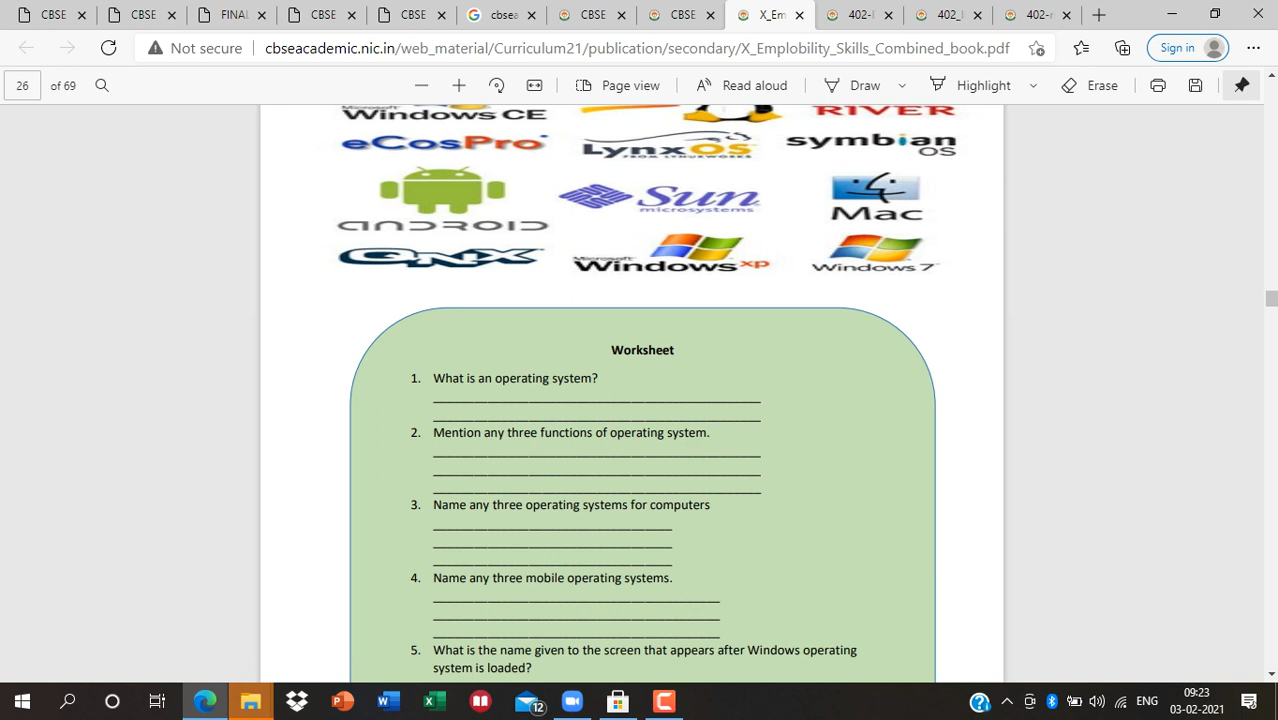 CBSE
CBSE
FINAL
CBSE
CBSE
cbsea
CBSE
CBSE
X_Em
402-
402_
402-r
Not secure
cbseacademic.nic.in/web_material/Curriculum21/publication/secondary/X_Emplobility_Skills_Combined_book.pdf
Sign in
26 of 69
Page view
Read aloud
Draw
Highlight
Erase
Windows CE
RIVER
eCosPro
LynxOS
FROM LYNUXWORKS
symbian
OS
ANDROID
Sun
microsystems
Mac
QNX
Microsoft
Windows xp
Windows 7
Worksheet
1. What is an operating system?
2. Mention any three functions of operating system.
3. Name any three operating systems for computers
4. Name any three mobile operating systems.
5. What is the name given to the screen that appears after Windows operating
system is loaded?
12
ENG
09:23
03-02-2021